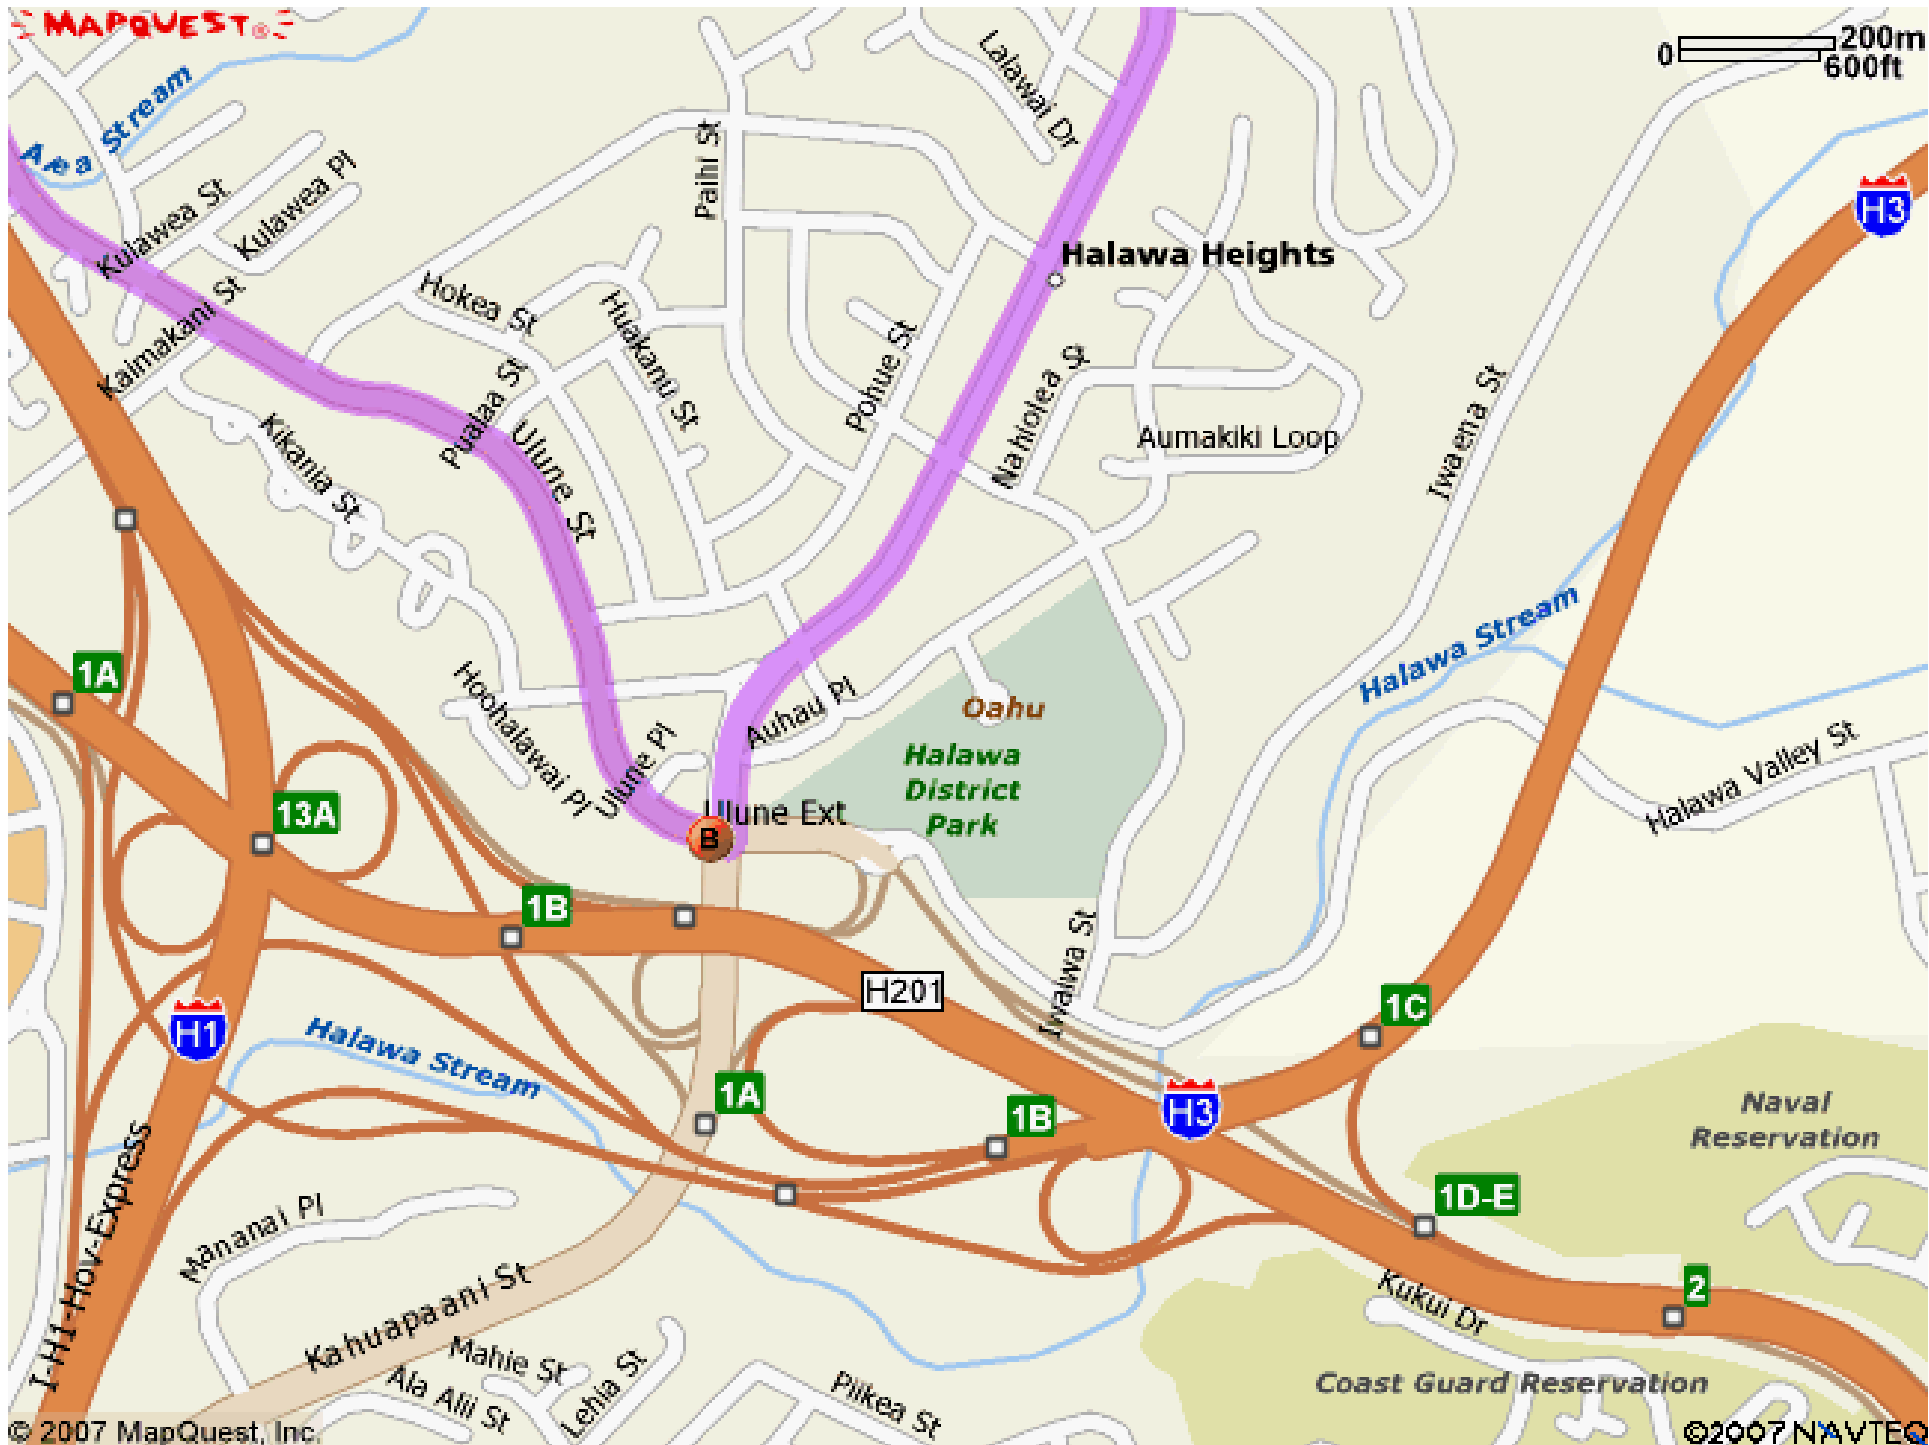 MAPQUEST®
0 200m
600ft
Aiea Stream
Lalawai Dr
Paihi St
Kulawea St
Kulawea Pl
H3
Halawa Heights
Kaimakani St
Hokea St
Huakanu St
Pohue St
Nahiolea St
Pualaa St
Ulune St
Kikania St
Aumakiki Loop
Iwaena St
Halawa Stream
1A
Hoohalawai Pl
Ulune Pl
Auhau Pl
Oahu
Halawa
District
Park
Halawa Valley St
13A
B
Ulune Ext
1B
H201
Iwaiwa St
1C
H1
Halawa Stream
1A
1B
H3
Naval
Reservation
1D-E
I-H1-Hov-Express
Mananai Pl
Kahuapaani St
2
Kukui Dr
Mahie St
Ala Alii St
Lehia St
Piikea St
Coast Guard Reservation
© 2007 MapQuest, Inc.
©2007 NAVTEQ